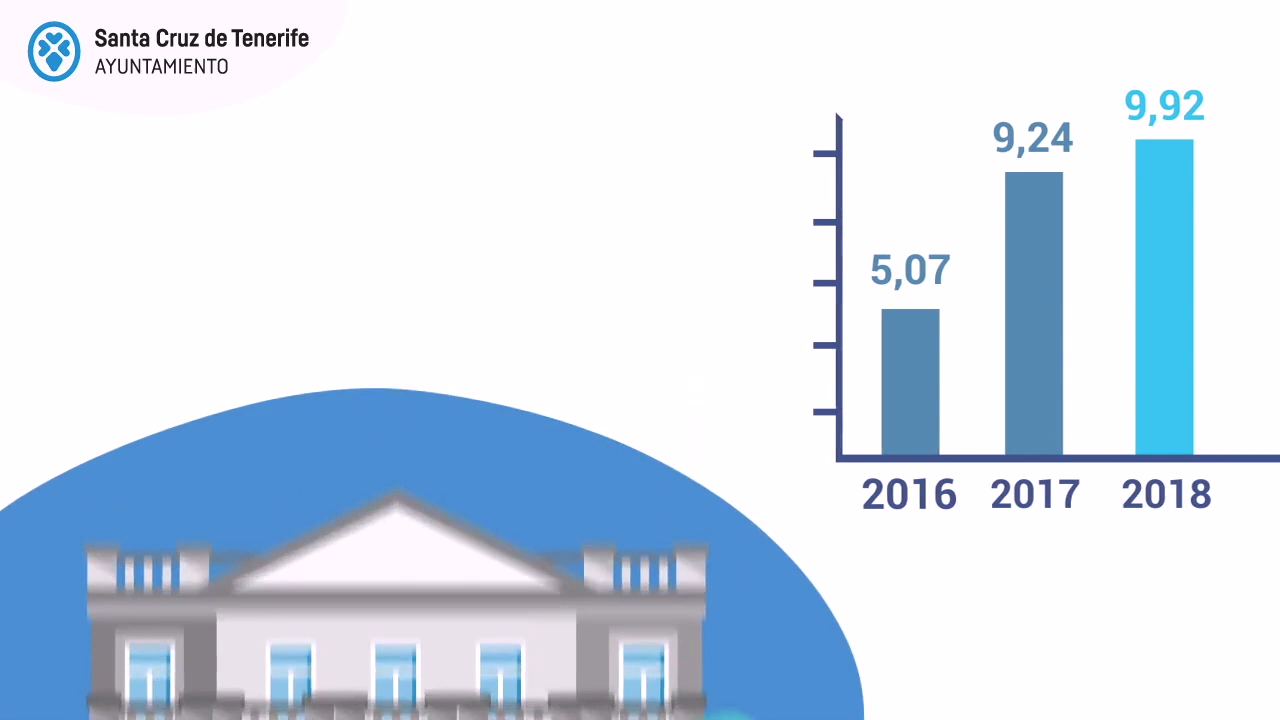 Santa Cruz de Tenerife
AYUNTAMIENTO
9,92
9,24
5,07
2016 2017 2018